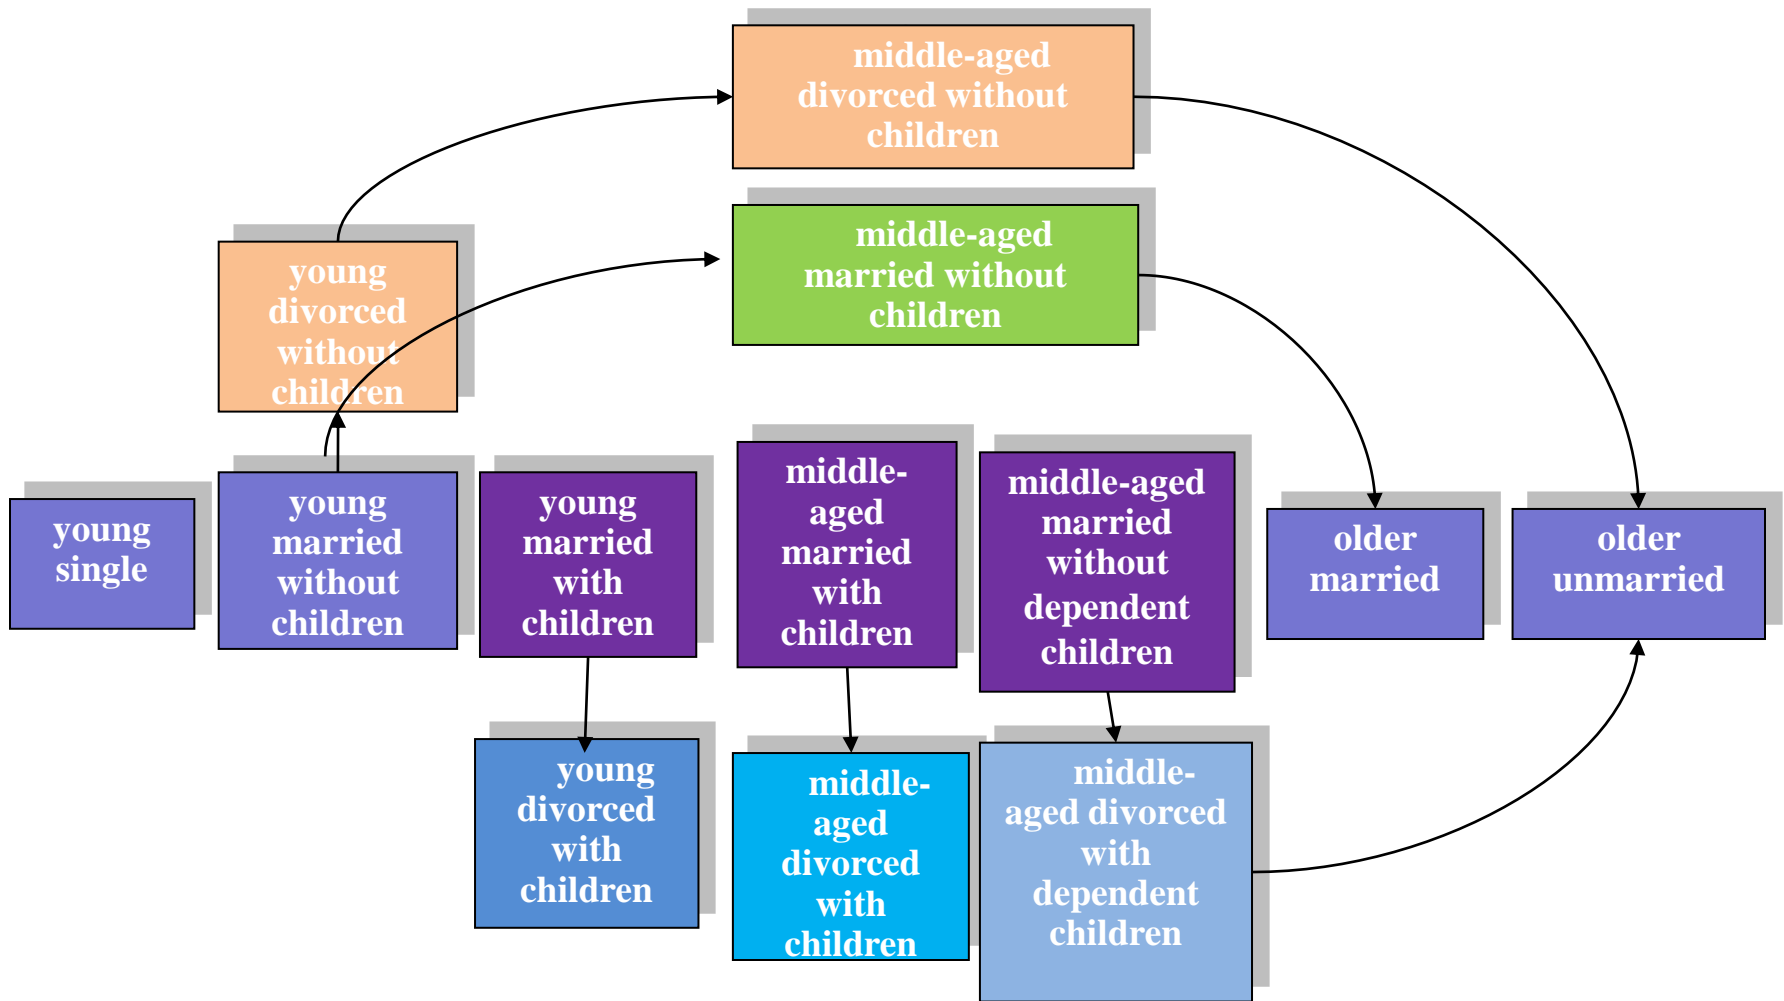 middle-aged
divorced without
children
middle-aged
married without
children
young
divorced
without
children
young
single
young
married
without
children
young
married
with
children
middle-
aged
married
with
children
middle-aged
married
without
dependent
children
older
married
older
unmarried
young
divorced
with
children
middle-
aged
divorced
with
children
middle-
aged divorced
with
dependent
children